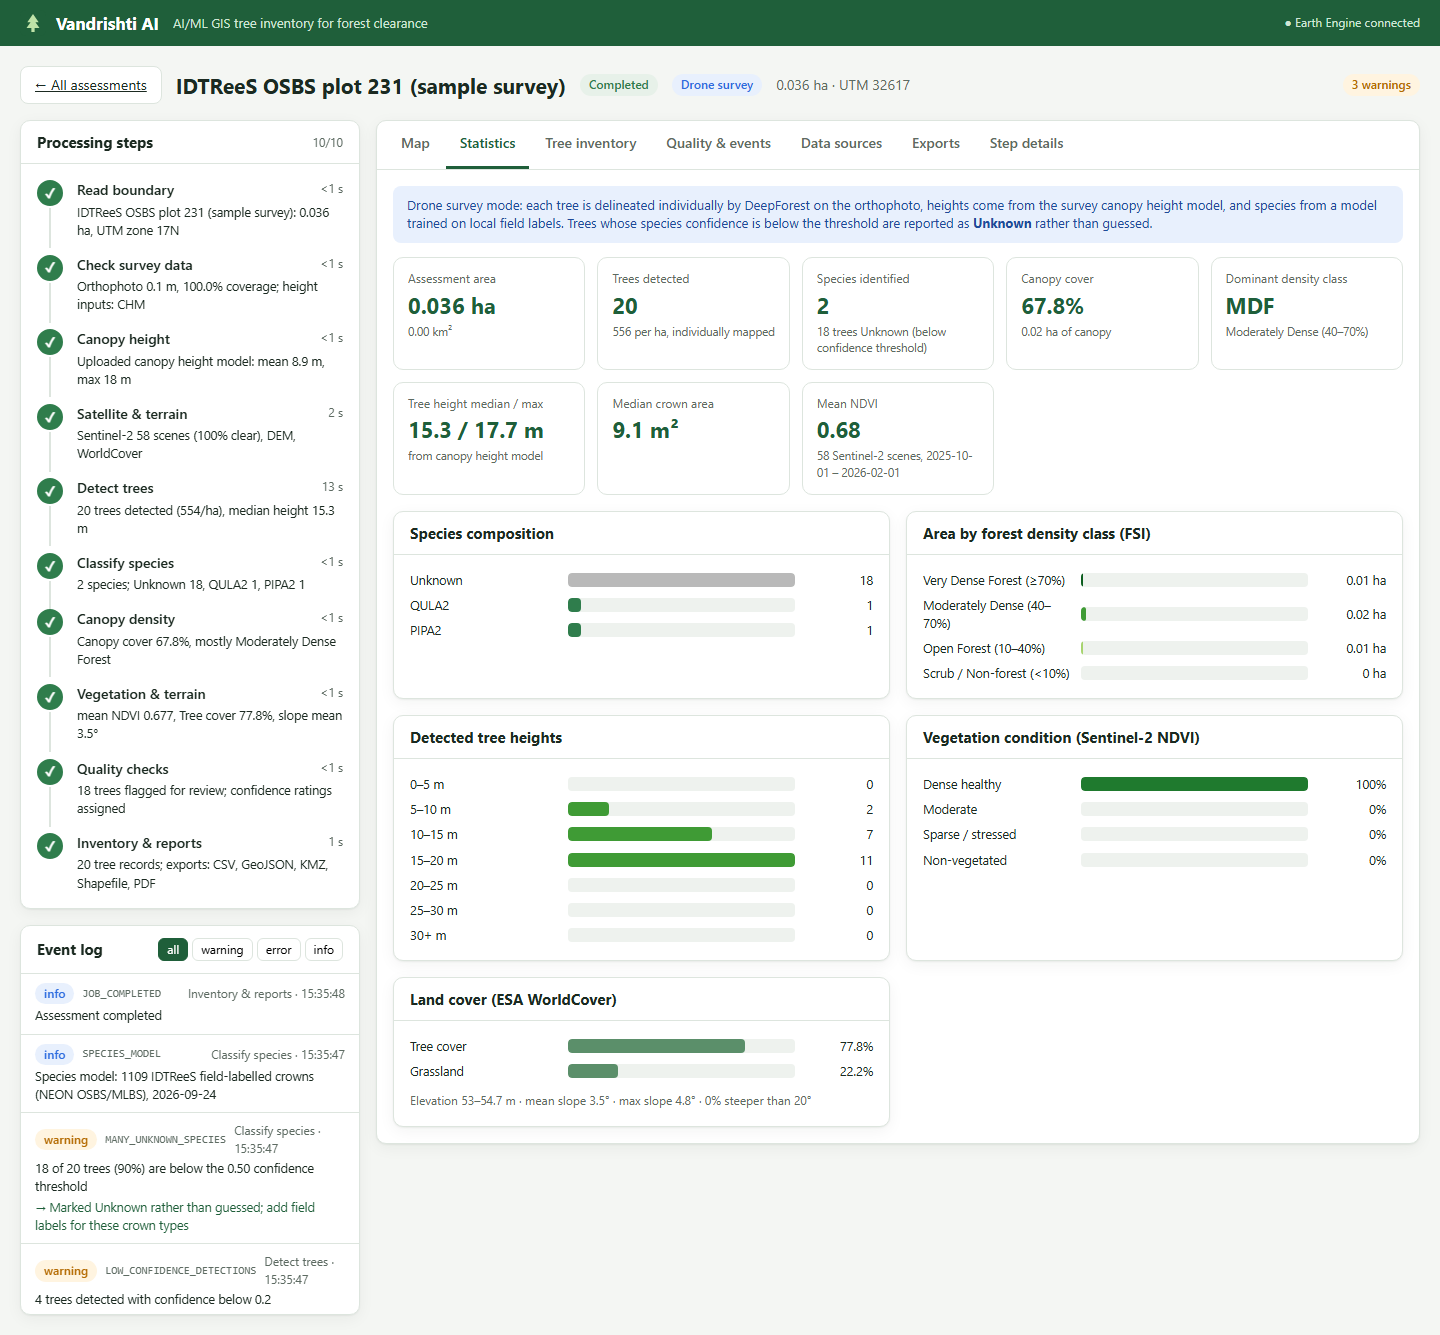 Vandrishti AI
AI/ML GIS tree inventory for forest clearance
● Earth Engine connected
← All assessments
IDTReeS OSBS plot 231 (sample survey)
Completed
Drone survey
0.036 ha · UTM 32617
3 warnings
Processing steps
10/10
Read boundary
<1 s
IDTReeS OSBS plot 231 (sample survey): 0.036
ha, UTM zone 17N
Check survey data
<1 s
Orthophoto 0.1 m, 100.0% coverage; height
inputs: CHM
Canopy height
<1 s
Uploaded canopy height model: mean 8.9 m,
max 18 m
Satellite & terrain
2 s
Sentinel-2 58 scenes (100% clear), DEM,
WorldCover
Detect trees
13 s
20 trees detected (554/ha), median height 15.3
m
Classify species
<1 s
2 species; Unknown 18, QULA2 1, PIPA2 1
Canopy density
<1 s
Canopy cover 67.8%, mostly Moderately Dense
Forest
Vegetation & terrain
<1 s
mean NDVI 0.677, Tree cover 77.8%, slope mean
3.5°
Quality checks
<1 s
18 trees flagged for review; confidence ratings
assigned
Inventory & reports
1 s
20 tree records; exports: CSV, GeoJSON, KMZ,
Shapefile, PDF
Event log
all
warning
error
info
info
JOB_COMPLETED
Inventory & reports · 15:35:48
Assessment completed
info
SPECIES_MODEL
Classify species · 15:35:47
Species model: 1109 IDTReeS field-labelled crowns
(NEON OSBS/MLBS), 2026-09-24
warning
MANY_UNKNOWN_SPECIES
Classify species ·
15:35:47
18 of 20 trees (90%) are below the 0.50 confidence
threshold
→ Marked Unknown rather than guessed; add field
labels for these crown types
warning
LOW_CONFIDENCE_DETECTIONS
Detect trees ·
15:35:47
4 trees detected with confidence below 0.2
Map
Statistics
Tree inventory
Quality & events
Data sources
Exports
Step details
Drone survey mode: each tree is delineated individually by DeepForest on the orthophoto, heights come from the survey canopy height model, and species from a model
trained on local field labels. Trees whose species confidence is below the threshold are reported as Unknown rather than guessed.
Assessment area
0.036 ha
0.00 km²
Trees detected
20
556 per ha, individually mapped
Species identified
2
18 trees Unknown (below
confidence threshold)
Canopy cover
67.8%
0.02 ha of canopy
Dominant density class
MDF
Moderately Dense (40–70%)
Tree height median / max
15.3 / 17.7 m
from canopy height model
Median crown area
9.1 m²
Mean NDVI
0.68
58 Sentinel-2 scenes, 2025-10-
01 – 2026-02-01
Species composition
Unknown 18
QULA2 1
PIPA2 1
Area by forest density class (FSI)
Very Dense Forest (≥70%) 0.01 ha
Moderately Dense (40–
70%) 0.02 ha
Open Forest (10–40%) 0.01 ha
Scrub / Non-forest (<10%) 0 ha
Detected tree heights
0–5 m 0
5–10 m 2
10–15 m 7
15–20 m 11
20–25 m 0
25–30 m 0
30+ m 0
Vegetation condition (Sentinel-2 NDVI)
Dense healthy 100%
Moderate 0%
Sparse / stressed 0%
Non-vegetated 0%
Land cover (ESA WorldCover)
Tree cover 77.8%
Grassland 22.2%
Elevation 53–54.7 m · mean slope 3.5° · max slope 4.8° · 0% steeper than 20°